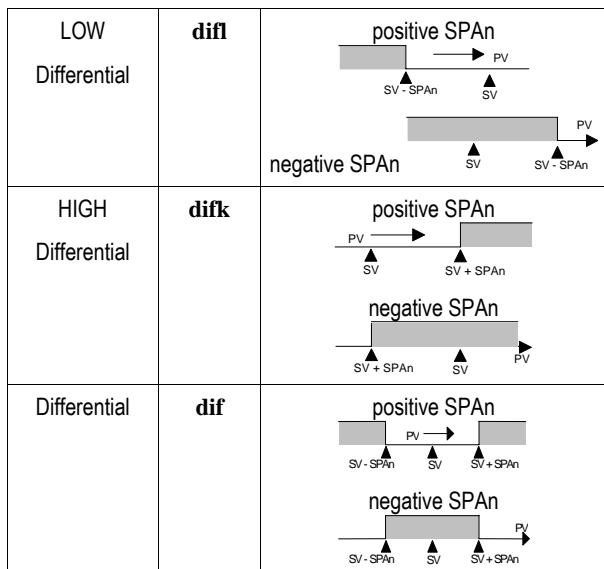 LOW
Differential
difl
positive SPAn
PV
SV - SPAn
SV
PV
negative SPAn
SV
SV - SPAn
HIGH
Differential
difk
positive SPAn
PV
SV
SV + SPAn
negative SPAn
PV
SV + SPAn
SV
Differential
dif
positive SPAn
PV
SV - SPAn
SV
SV + SPAn
negative SPAn
PV
SV - SPAn
SV
SV + SPAn